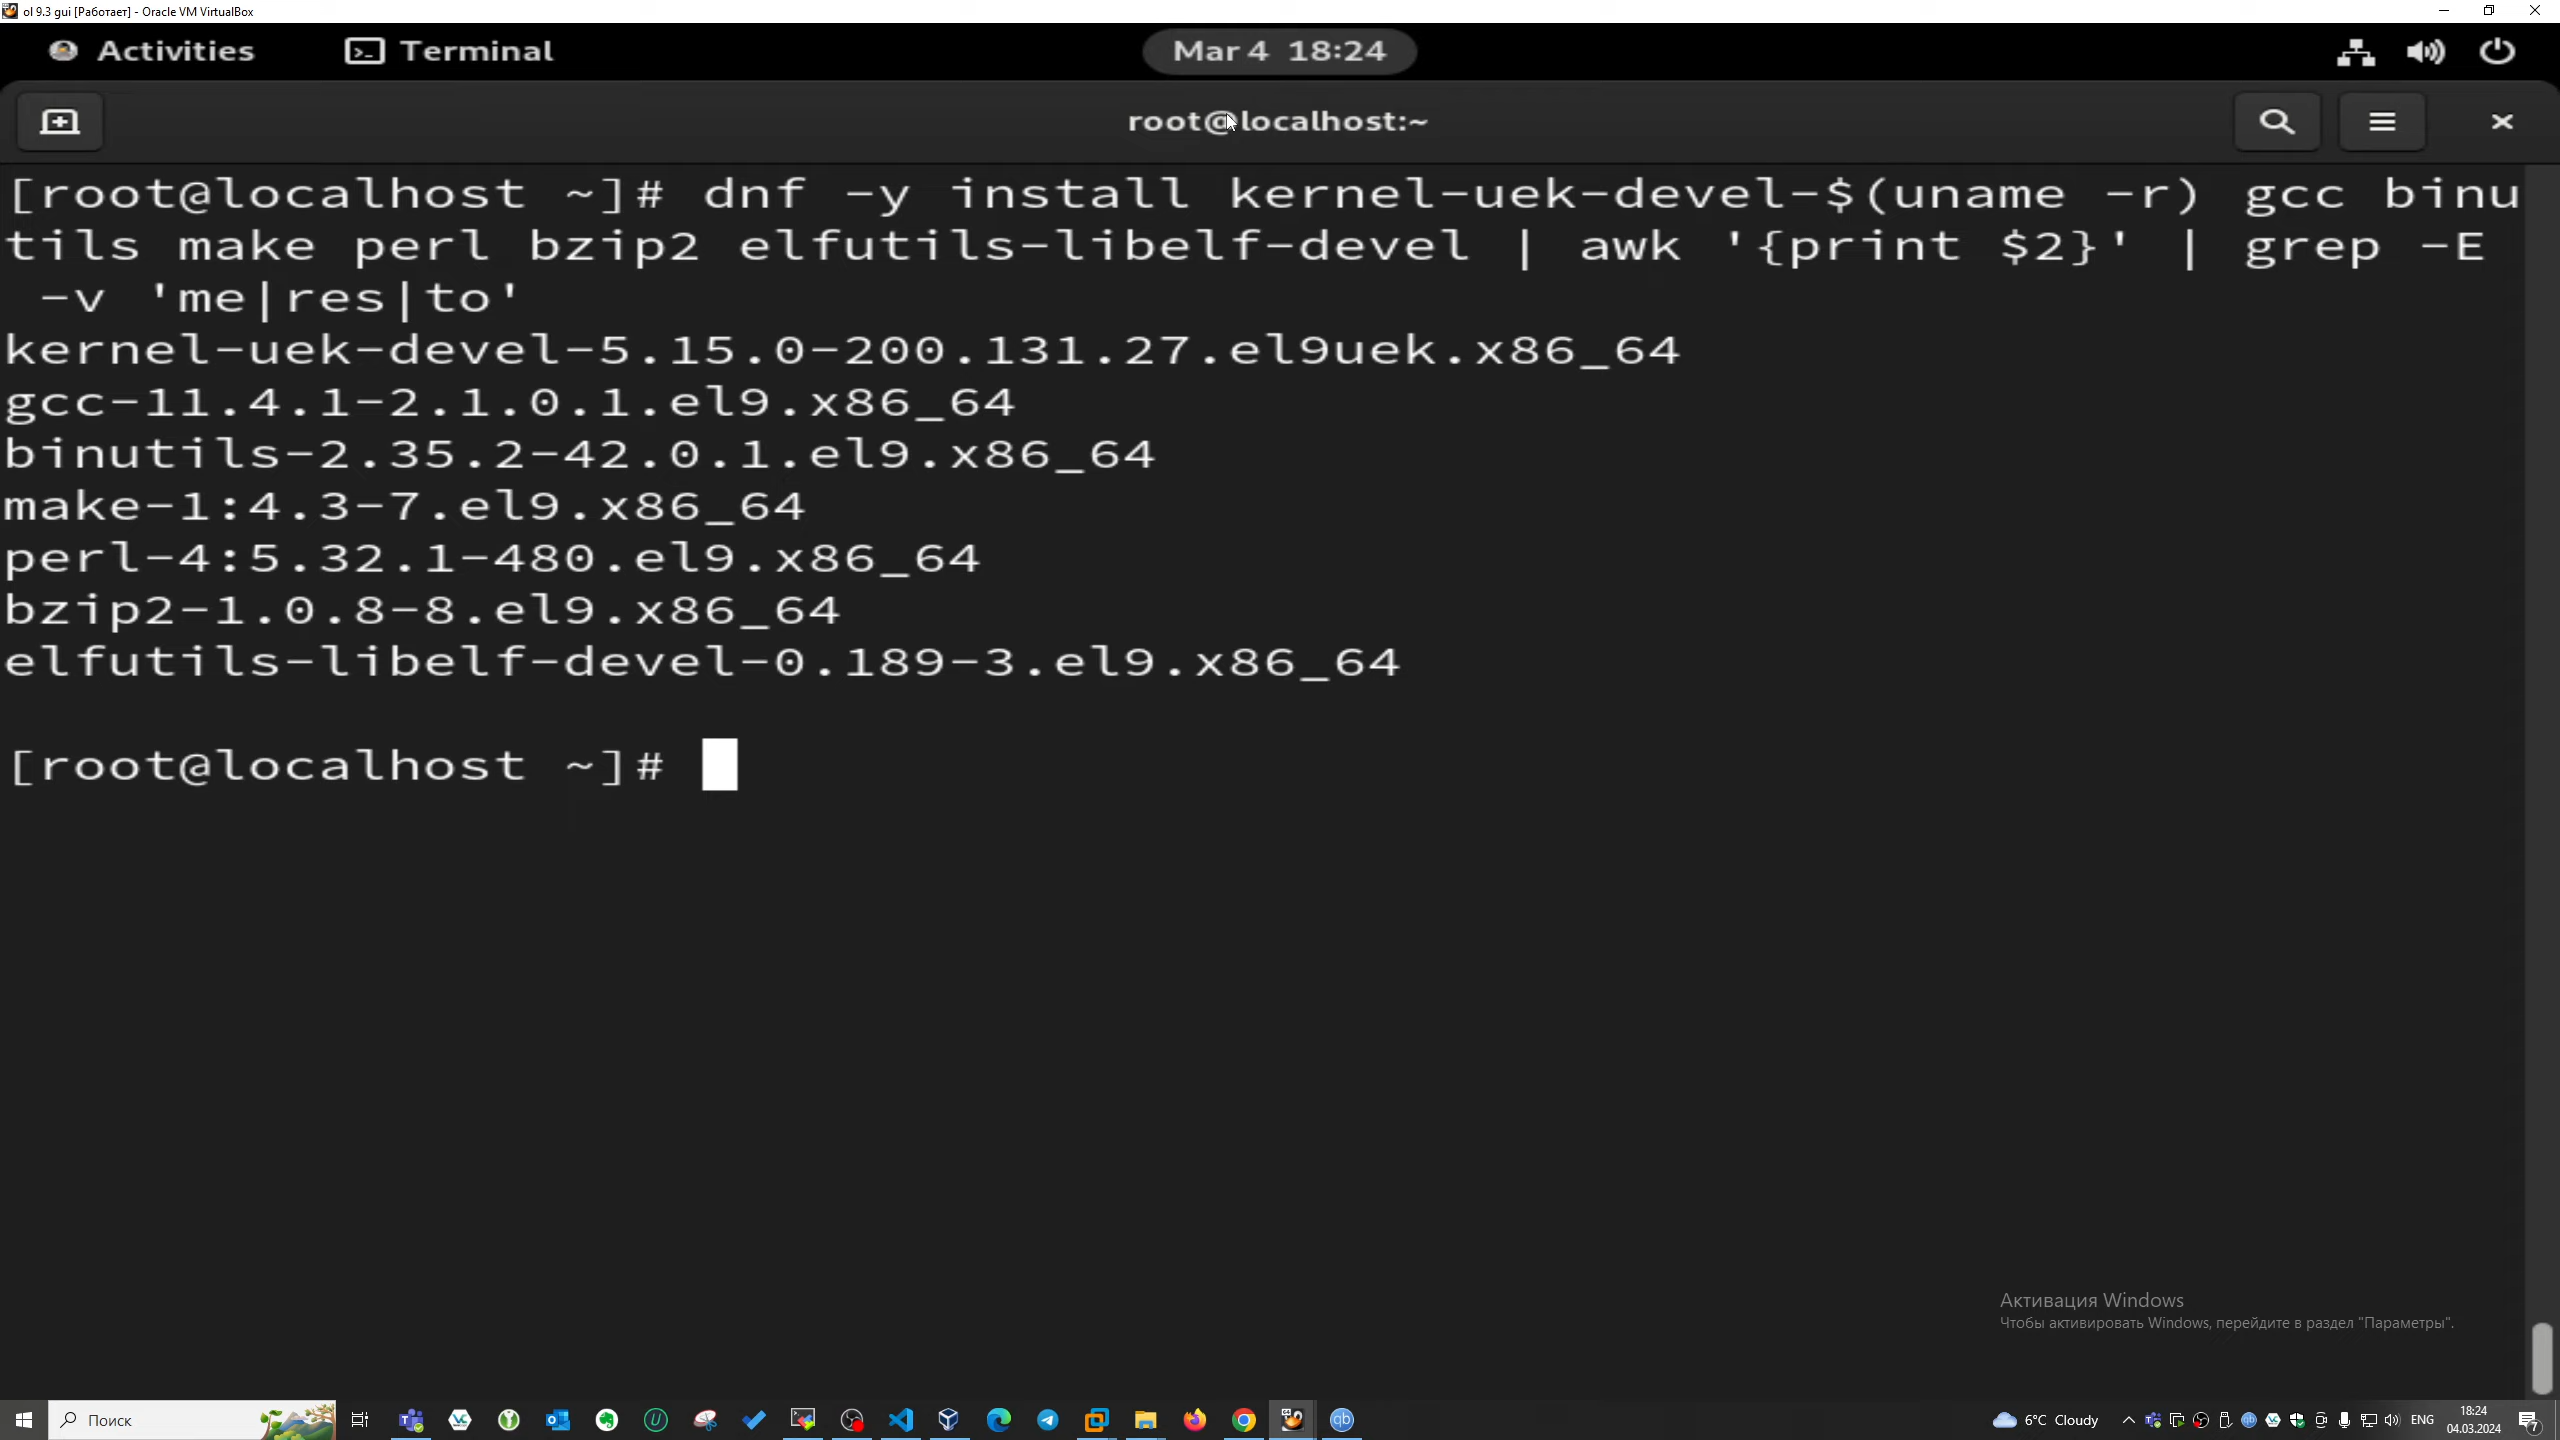 ol 9.3 gui [Работает] - Oracle VM VirtualBox
Activities
Terminal
Mar 4 18:24
root@localhost:~
[root@localhost ~]# dnf -y install kernel-uek-devel-$(uname -r) gcc binu
tils make perl bzip2 elfutils-libelf-devel | awk '{print $2}' | grep -E
-v 'me|res|to'
kernel-uek-devel-5.15.0-200.131.27.el9uek.x86_64
gcc-11.4.1-2.1.0.1.el9.x86_64
binutils-2.35.2-42.0.1.el9.x86_64
make-1:4.3-7.el9.x86_64
perl-4:5.32.1-480.el9.x86_64
bzip2-1.0.8-8.el9.x86_64
elfutils-libelf-devel-0.189-3.el9.x86_64
[root@localhost ~]#
Активация Windows
Чтобы активировать Windows, перейдите в раздел "Параметры".
Поиск
6°C Cloudy
ENG
18:24
04.03.2024
7